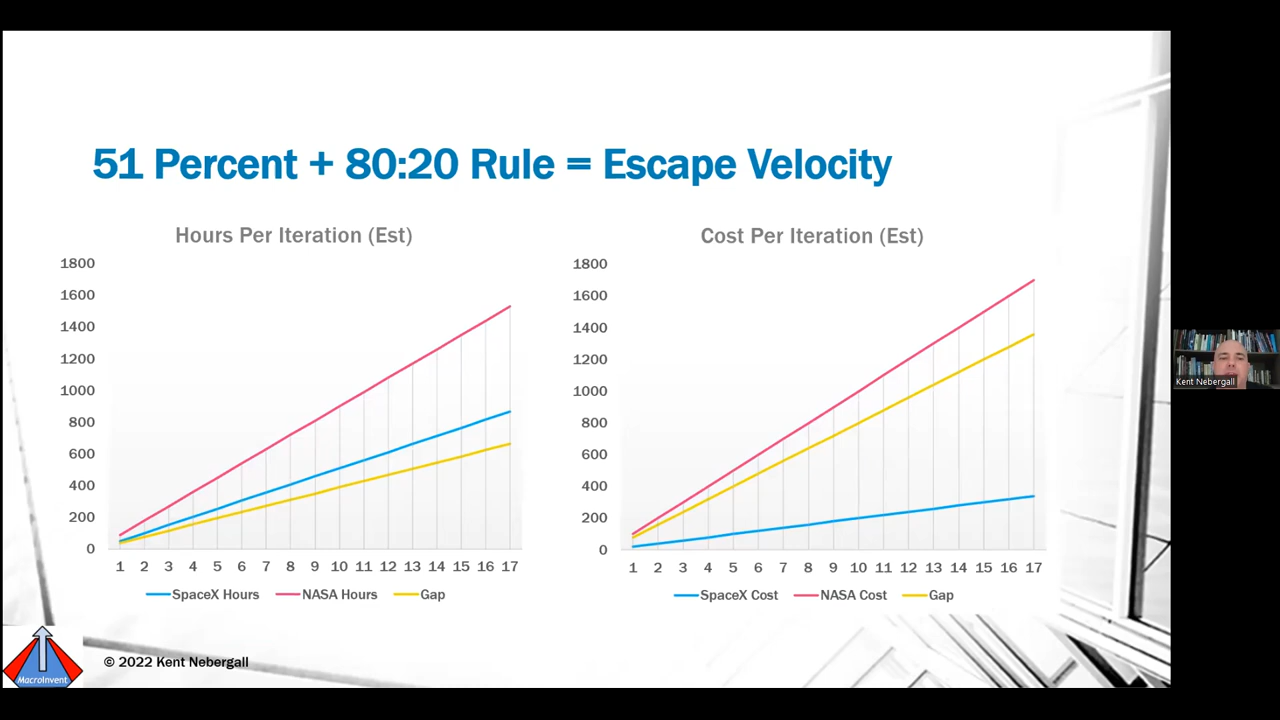 51 Percent + 80:20 Rule = Escape Velocity
Hours Per Iteration (Est)
1800
1600
1400
1200
1000
800
600
400
200
0
1 2 3 4 5 6 7 8 9 10 11 12 13 14 15 16 17
SpaceX Hours NASA Hours Gap
Cost Per Iteration (Est)
1800
1600
1400
1200
1000
800
600
400
200
0
1 2 3 4 5 6 7 8 9 10 11 12 13 14 15 16 17
SpaceX Cost NASA Cost Gap
Kent Nebergall
MacroInvent
© 2022 Kent Nebergall